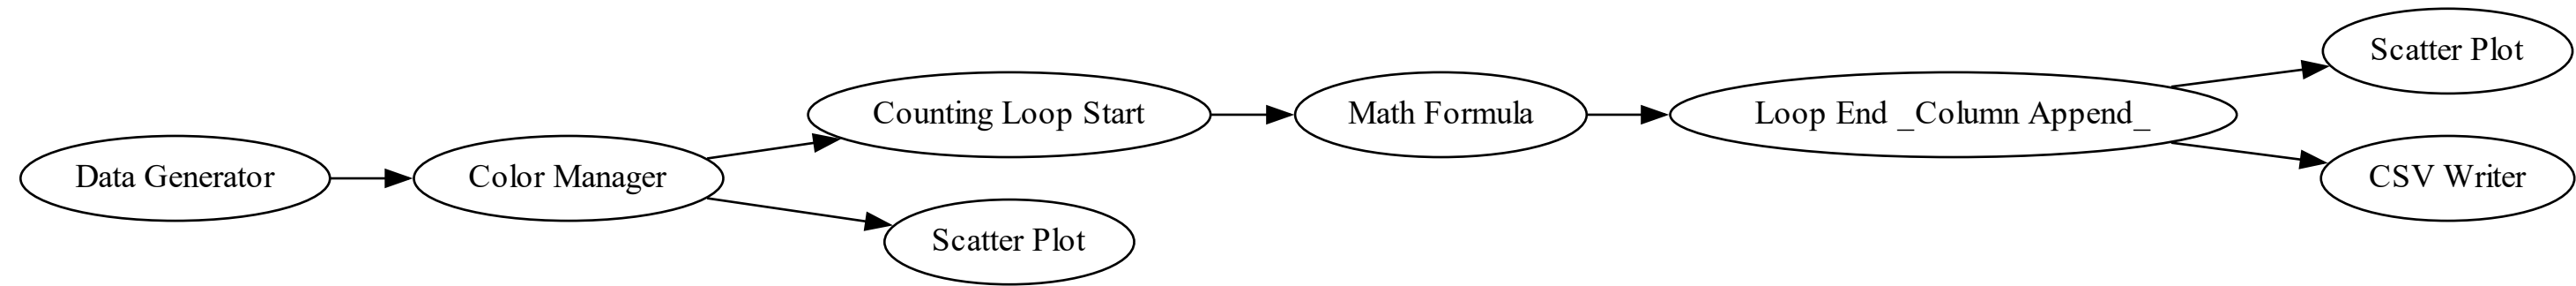 Data Generator
Color Manager
Counting Loop Start
Scatter Plot
Math Formula
Loop End _Column Append_
Scatter Plot
CSV Writer